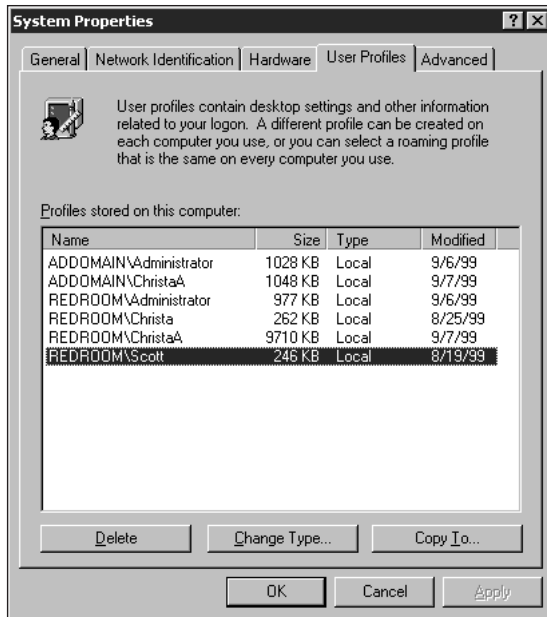 System Properties
? X
General Network Identification Hardware User Profiles Advanced
User profiles contain desktop settings and other information
related to your logon. A different profile can be created on
each computer you use, or you can select a roaming profile
that is the same on every computer you use.
Profiles stored on this computer:
Name Size Type Modified
ADDOMAIN\Administrator 1028 KB Local 9/6/99
ADDOMAIN\ChristaA 1048 KB Local 9/7/99
REDROOM\Administrator 977 KB Local 9/6/99
REDROOM\Christa 262 KB Local 8/25/99
REDROOM\ChristaA 9710 KB Local 9/7/99
REDROOM\Scott 246 KB Local 8/19/99
Delete Change Type... Copy To...
OK Cancel Apply